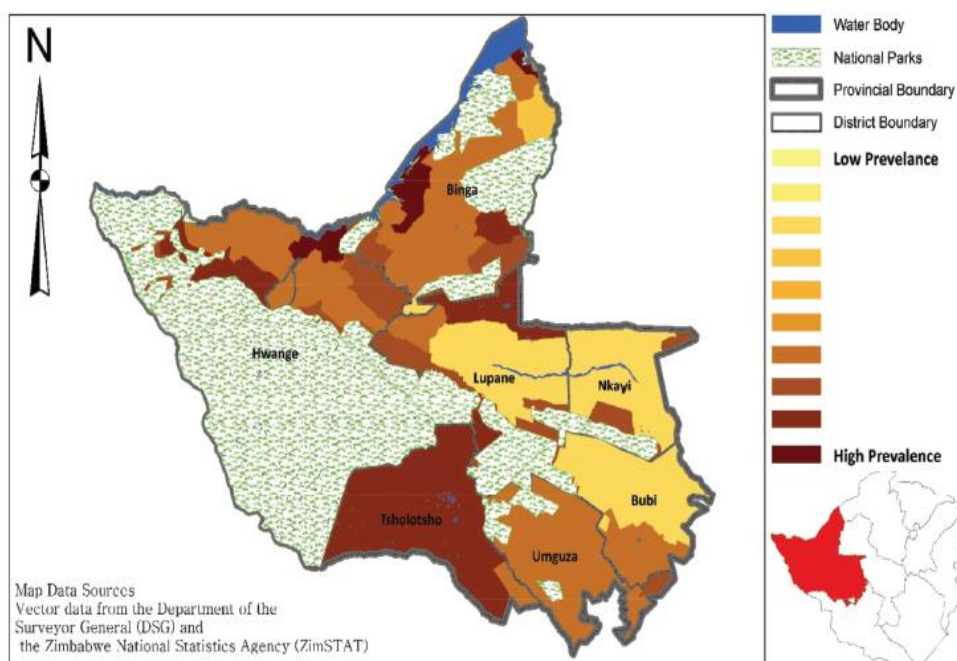 N
Water Body
National Parks
Provincial Boundary
District Boundary
Low Prevelance
High Prevalence
Binga
Hwange
Lupane
Nkayi
Bubi
Tsholotsho
Umguza
Map Data Sources
Vector data from the Department of the
Surveyor General (DSG) and
the Zimbabwe National Statistics Agency (ZimSTAT)